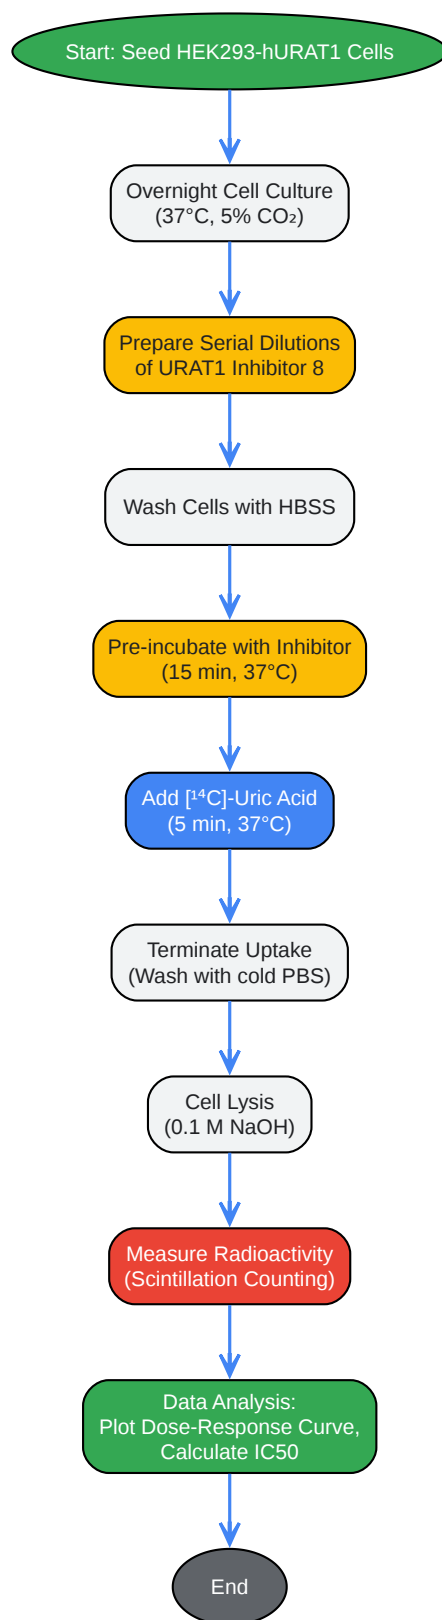 Start: Seed HEK293-hURAT1 Cells
Overnight Cell Culture
(37°C, 5% CO₂)
Prepare Serial Dilutions
of URAT1 Inhibitor 8
Wash Cells with HBSS
Pre-incubate with Inhibitor
(15 min, 37°C)
Add [¹⁴C]-Uric Acid
(5 min, 37°C)
Terminate Uptake
(Wash with cold PBS)
Cell Lysis
(0.1 M NaOH)
Measure Radioactivity
(Scintillation Counting)
Data Analysis:
Plot Dose-Response Curve,
Calculate IC50
End